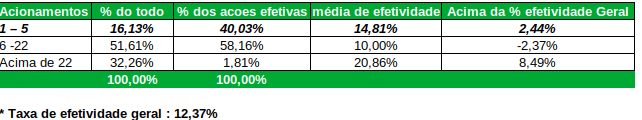 Acionamentos % do todo % dos acoes efetivas média de efetividade Acima da % efetividade Geral
1 – 5 16,13% 40,03% 14,81% 2,44%
6 -22 51,61% 58,16% 10,00% -2,37%
Acima de 22 32,26% 1,81% 20,86% 8,49%
100,00% 100,00%
* Taxa de efetividade geral : 12,37%